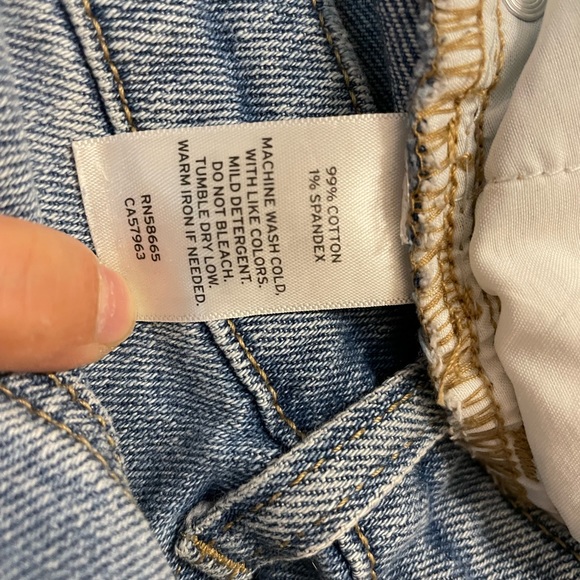 99% COTTON
1% SPANDEX
MACHINE WASH COLD,
WITH LIKE COLORS.
MILD DETERGENT.
DO NOT BLEACH.
TUMBLE DRY LOW.
WARM IRON IF NEEDED.
RN58665
CA57963